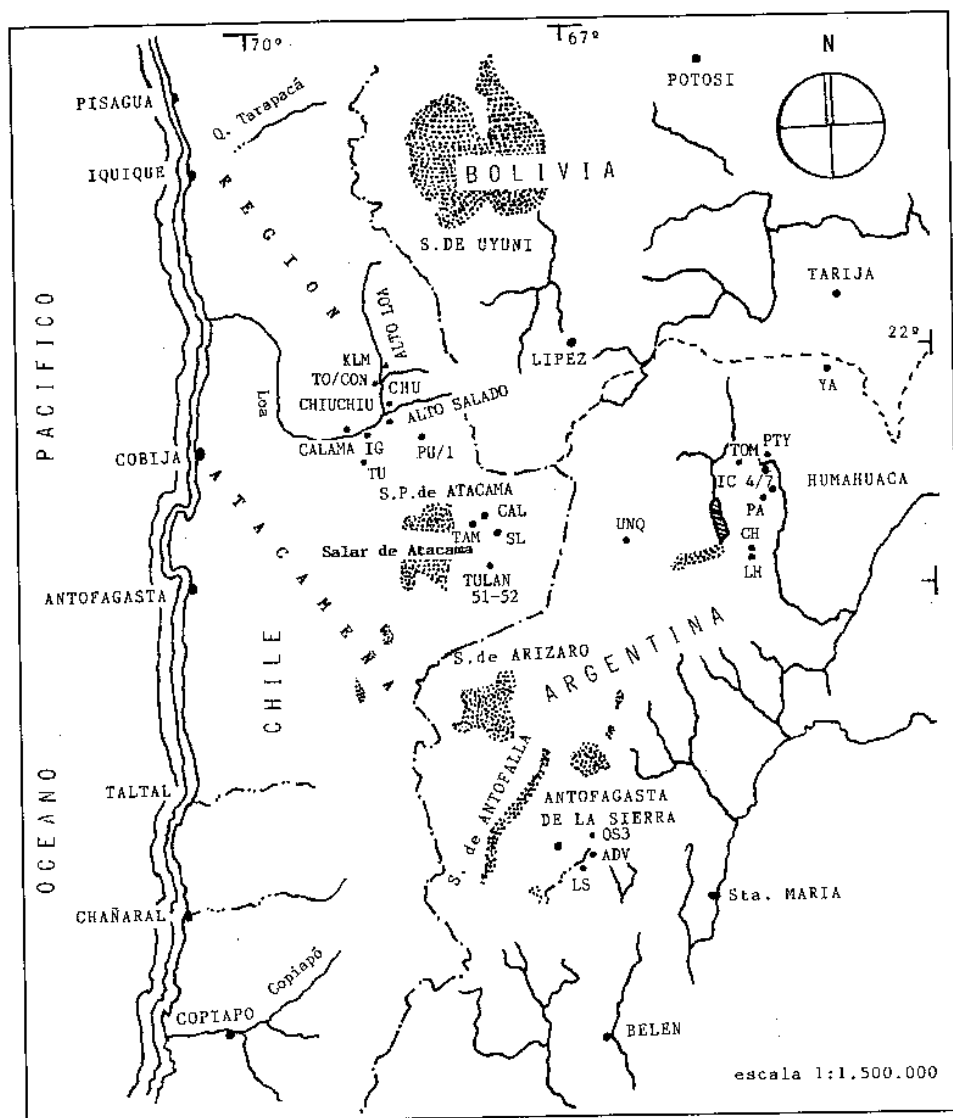 70º
67º
N
POTOSI
PISAGUA
Q. Tarapacá
IQUIQUE
BOLIVIA
REGION
S.DE UYUNI
TARIJA
PACIFICO
ALTO LOA
22º
LIPEZ
KLM
TO/CON
CHU
YA
Loa
CHIUCHIU
ALTO SALADO
CALAMA
IG
PU/1
TOM
PTY
COBIJA
TU
IC 4/7
HUMAHUACA
S.P.de ATACAMA
PA
CAL
UNQ
CH
TAM
SL
Salar de Atacama
LH
ATACAMEÑA
TULAN
51-52
ANTOFAGASTA
CHILE
S.de ARIZARO
ARGENTINA
OCEANO
TALTAL
S. de ANTOFALLA
ANTOFAGASTA
DE LA SIERRA
QS3
ADV
LS
Sta. MARIA
CHAÑARAL
Copiapó
COPIAPO
BELEN
escala 1:1.500.000